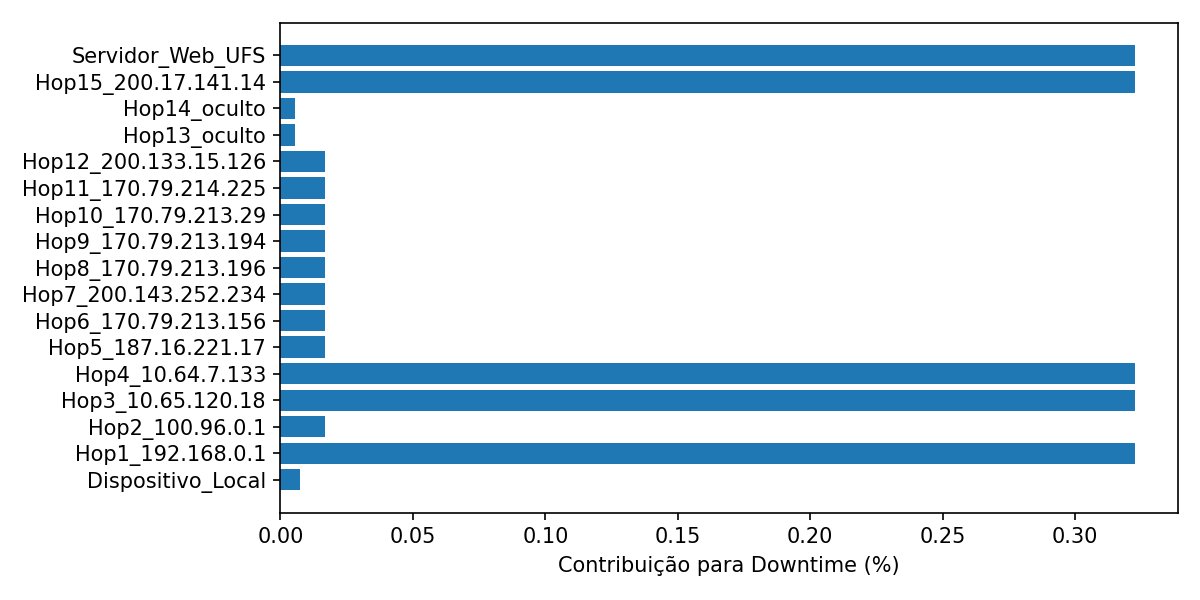 Servidor_Web_UFS
Hop15_200.17.141.14
Hop14_oculto
Hop13_oculto
Hop12_200.133.15.126
Hop11_170.79.214.225
Hop10_170.79.213.29
Hop9_170.79.213.194
Hop8_170.79.213.196
Hop7_200.143.252.234
Hop6_170.79.213.156
Hop5_187.16.221.17
Hop4_10.64.7.133
Hop3_10.65.120.18
Hop2_100.96.0.1
Hop1_192.168.0.1
Dispositivo_Local
0.00 0.05 0.10 0.15 0.20 0.25 0.30
Contribuição para Downtime (%)